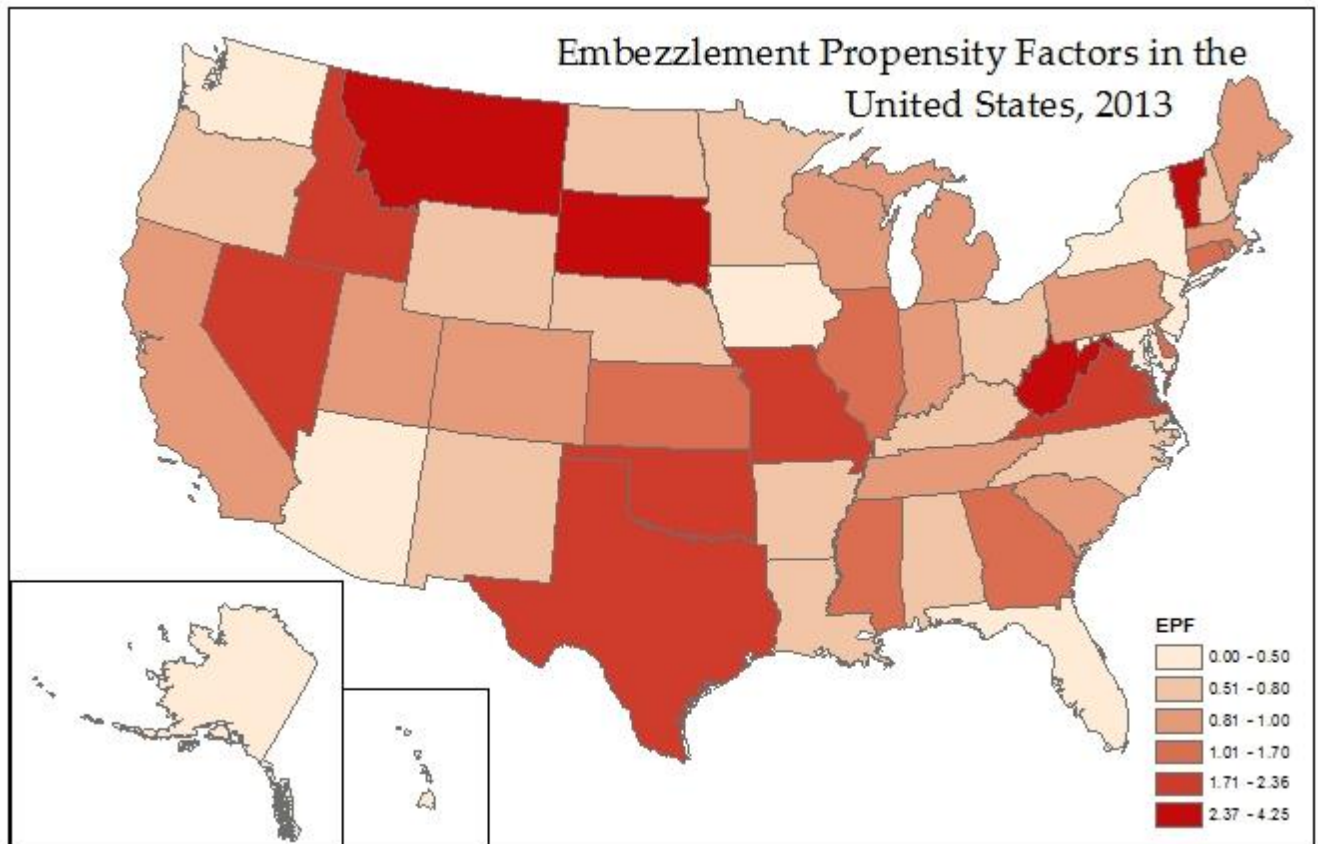 Embezzlement Propensity Factors in the
United States, 2013
EPF
0.00 - 0.50
0.51 - 0.80
0.81 - 1.00
1.01 - 1.70
1.71 - 2.36
2.37 - 4.25